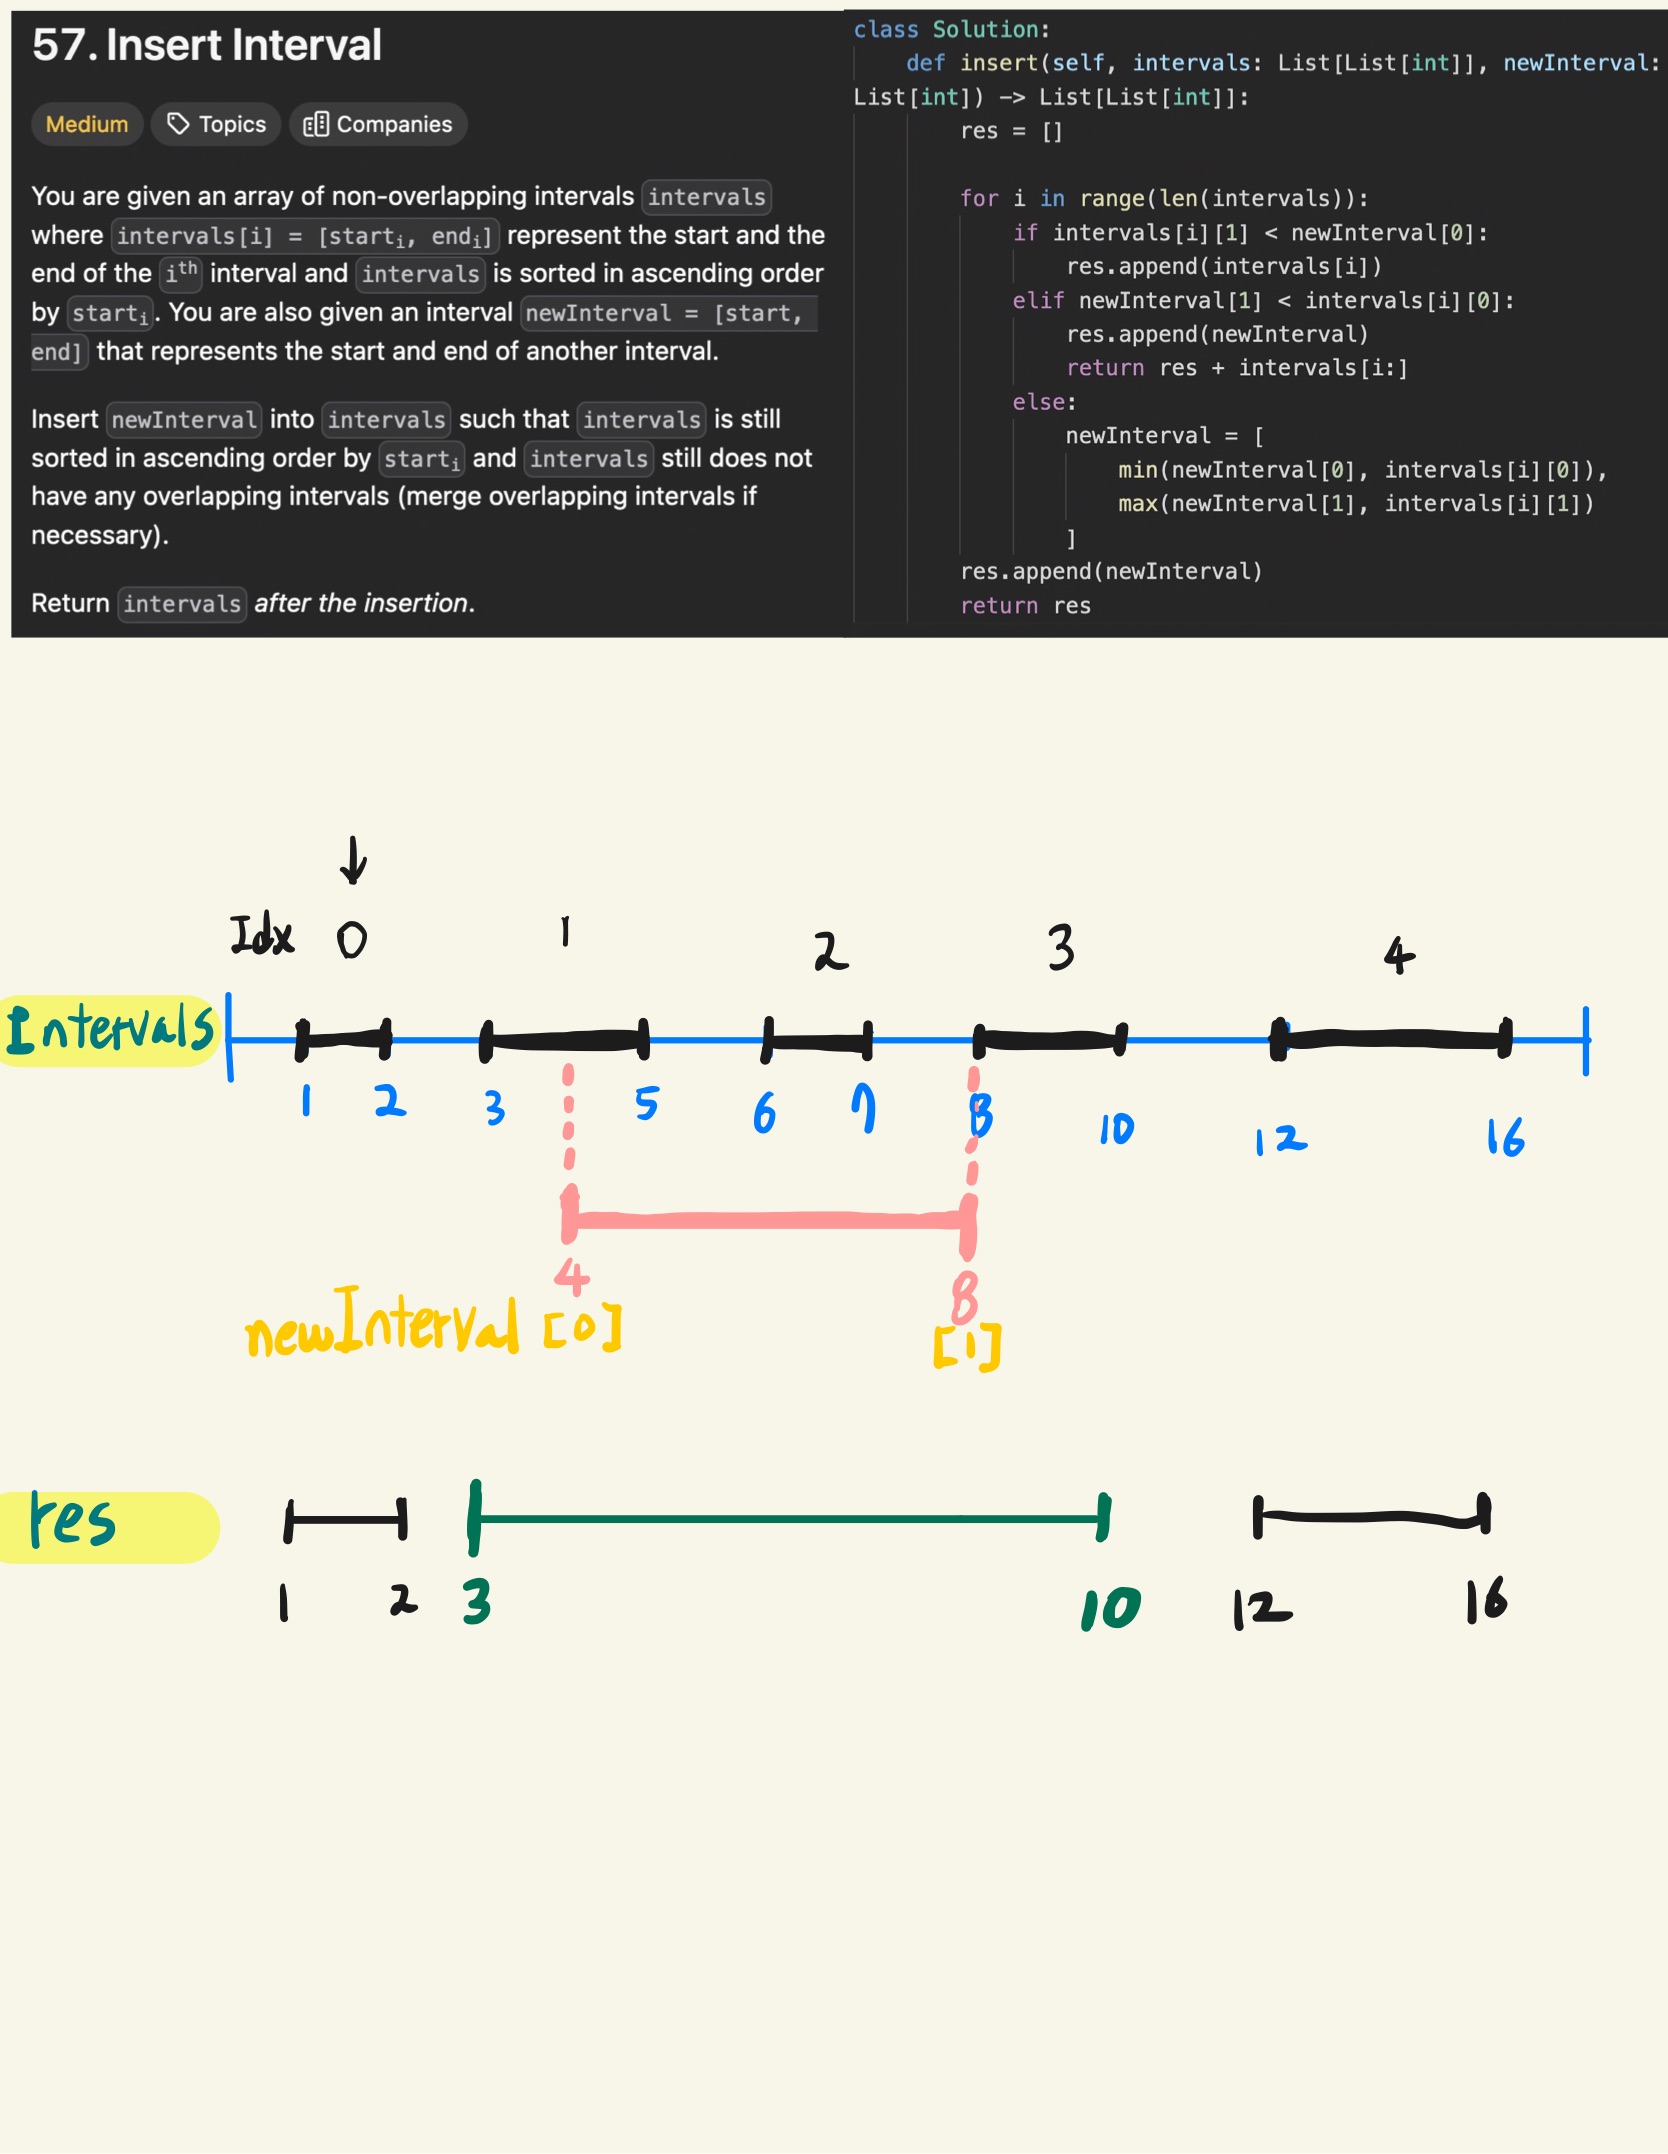 57. Insert Interval
Medium Topics Companies
You are given an array of non-overlapping intervals intervals
where intervals[i] = [starti, endi] represent the start and the
end of the ith interval and intervals is sorted in ascending order
by starti. You are also given an interval newInterval = [start,
end] that represents the start and end of another interval.
Insert newInterval into intervals such that intervals is still
sorted in ascending order by starti and intervals still does not
have any overlapping intervals (merge overlapping intervals if
necessary).
Return intervals after the insertion.
class Solution:
def insert(self, intervals: List[List[int]], newInterval:
List[int]) -> List[List[int]]:
res = []
for i in range(len(intervals)):
if intervals[i][1] < newInterval[0]:
res.append(intervals[i])
elif newInterval[1] < intervals[i][0]:
res.append(newInterval)
return res + intervals[i:]
else:
newInterval = [
min(newInterval[0], intervals[i][0]),
max(newInterval[1], intervals[i][1])
]
res.append(newInterval)
return res
↓
Idx 0 1 2 3 4
Intervals
1 2 3 5 6 7 8 10 12 16
4 8
newInterval [0] [1]
res
1 2 3 10 12 16